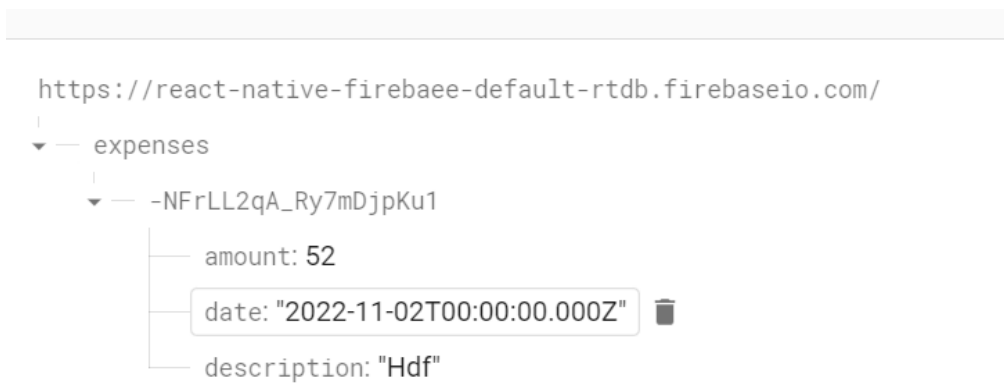 https://react-native-firebaee-default-rtdb.firebaseio.com/
expenses
-NFrLL2qA_Ry7mDjpKu1
amount: 52
date: "2022-11-02T00:00:00.000Z"
description: "Hdf"